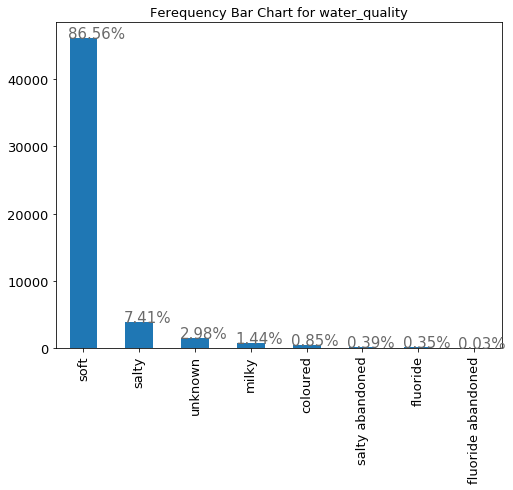 Ferequency Bar Chart for water_quality
86.56%
7.41%
2.98%
1.44%
0.85%
0.39%
0.35%
0.03%
40000
30000
20000
10000
0
soft
salty
unknown
milky
coloured
salty abandoned
fluoride
fluoride abandoned